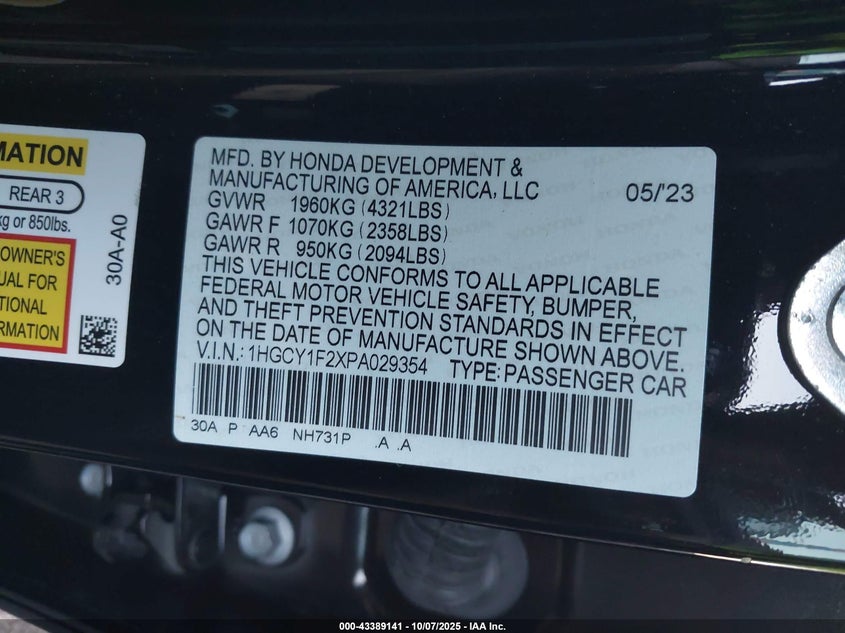 MATION
REAR 3
kg or 850lbs.
OWNER'S
UAL FOR
TIONAL
ORMATION
30A-A0
MFD. BY HONDA DEVELOPMENT &
MANUFACTURING OF AMERICA, LLC 05/'23
GVWR 1960KG (4321LBS)
GAWR F 1070KG (2358LBS)
GAWR R 950KG (2094LBS)
THIS VEHICLE CONFORMS TO ALL APPLICABLE
FEDERAL MOTOR VEHICLE SAFETY, BUMPER,
AND THEFT PREVENTION STANDARDS IN EFFECT
ON THE DATE OF MANUFACTURE SHOWN ABOVE.
V.I.N.: 1HGCY1F2XPA029354 TYPE: PASSENGER CAR
30A P AA6 NH731P .A .A
000-43389141 - 10/07/2025 - IAA Inc.